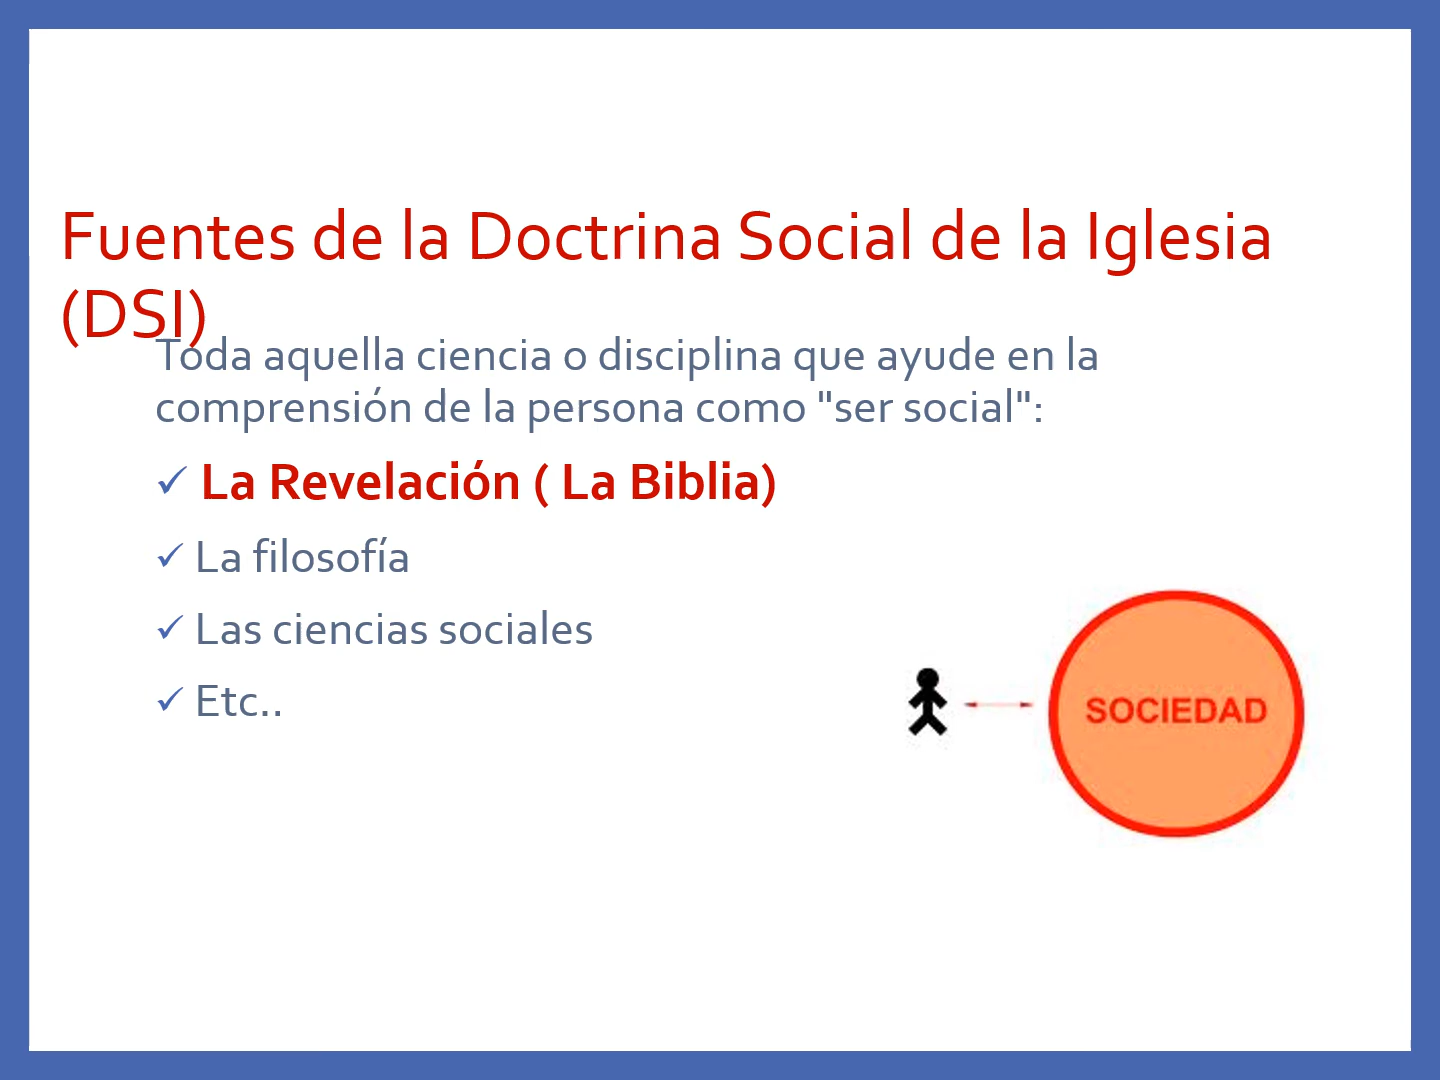 Fuentes de la Doctrina Social de la Iglesia
(DSI)
Toda aquella ciencia o disciplina que ayude en la
comprensión de la persona como "ser social":
✓ La Revelación ( La Biblia)
✓ La filosofía
✓ Las ciencias sociales
✓ Etc..
SOCIEDAD